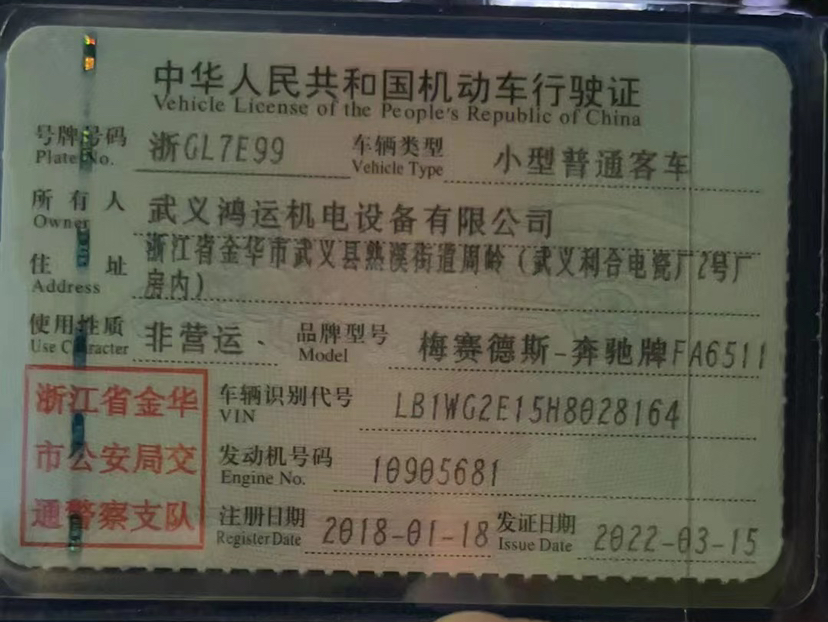 中华人民共和国机动车行驶证
Vehicle License of the People's Republic of China
号牌号码 浙GL7E99 车辆类型 小型普通客车
Plate No. Vehicle Type
所有人 武义鸿运机电设备有限公司
Owner
住址 浙江省金华市武义县熟溪街道周岭（武义利合电瓷厂2号厂
Address 房内）
使用性质 非营运 品牌型号 梅赛德斯-奔驰牌FA6511
Use Character Model
浙江省金华
市公安局交
通警察支队
车辆识别代号 LB1WG2E15H8028164
VIN
发动机号码 10905681
Engine No.
注册日期 2018-01-18 发证日期 2022-03-15
Register Date Issue Date